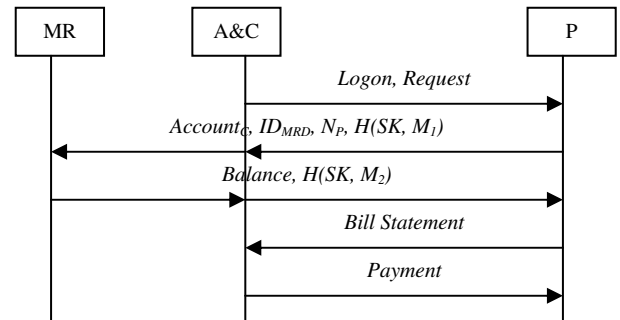 MR A&C P
Logon, Request
Account_C, ID_MRD, N_P, H(SK, M_1)
Balance, H(SK, M_2)
Bill Statement
Payment